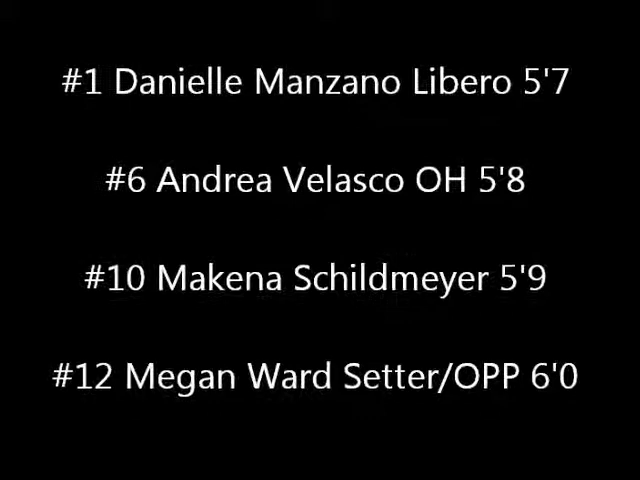 #1 Danielle Manzano Libero 5'7
#6 Andrea Velasco OH 5'8
#10 Makena Schildmeyer 5'9
#12 Megan Ward Setter/OPP 6'0